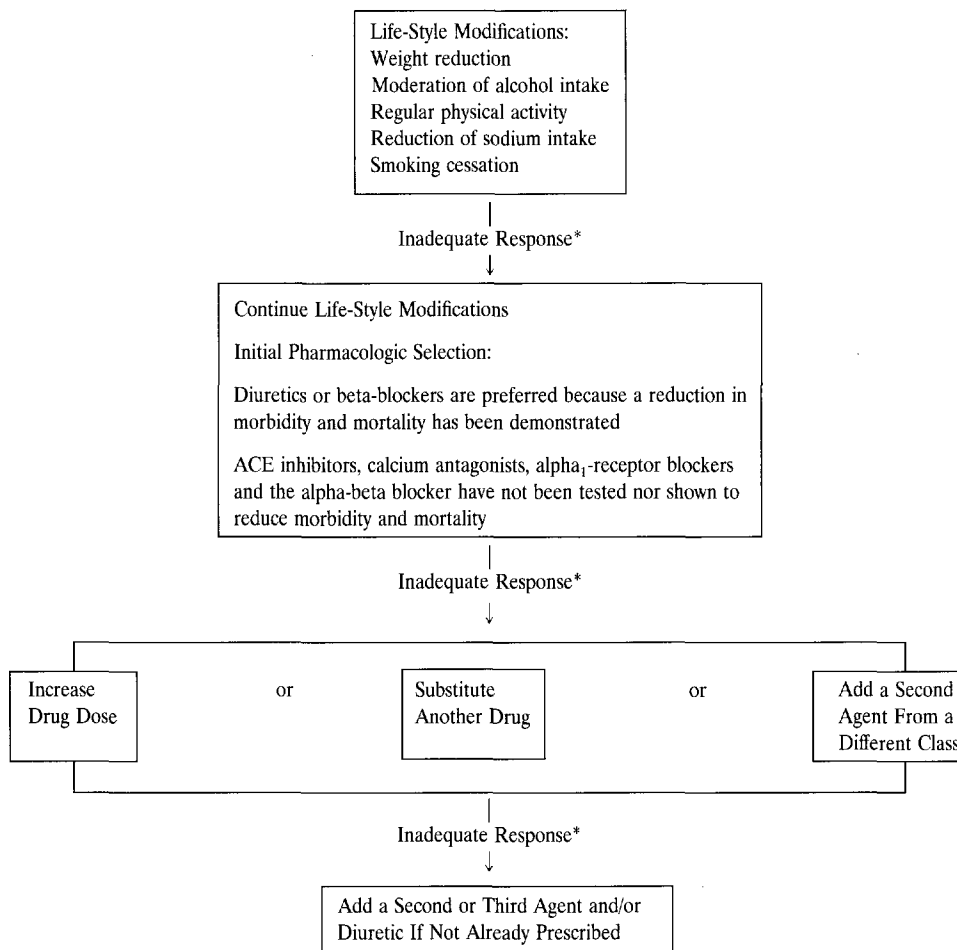 Life-Style Modifications:
Weight reduction
Moderation of alcohol intake
Regular physical activity
Reduction of sodium intake
Smoking cessation
Inadequate Response*
Continue Life-Style Modifications
Initial Pharmacologic Selection:
Diuretics or beta-blockers are preferred because a reduction in
morbidity and mortality has been demonstrated
ACE inhibitors, calcium antagonists, alpha₁-receptor blockers
and the alpha-beta blocker have not been tested nor shown to
reduce morbidity and mortality
Inadequate Response*
Increase
Drug Dose
or
Substitute
Another Drug
or
Add a Second
Agent From a
Different Class
Inadequate Response*
Add a Second or Third Agent and/or
Diuretic If Not Already Prescribed